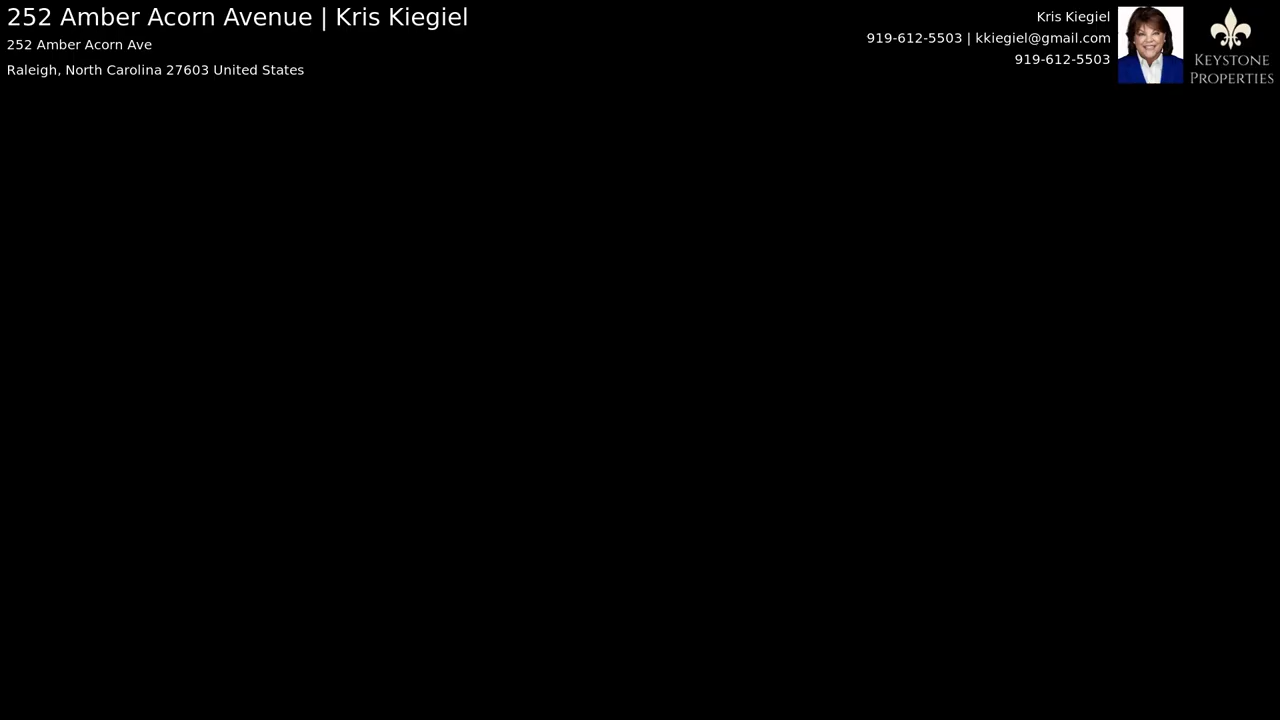 252 Amber Acorn Avenue | Kris Kiegiel
252 Amber Acorn Ave
Raleigh, North Carolina 27603 United States
Kris Kiegiel
919-612-5503 | kkiegiel@gmail.com
919-612-5503
KEYSTONE
PROPERTIES